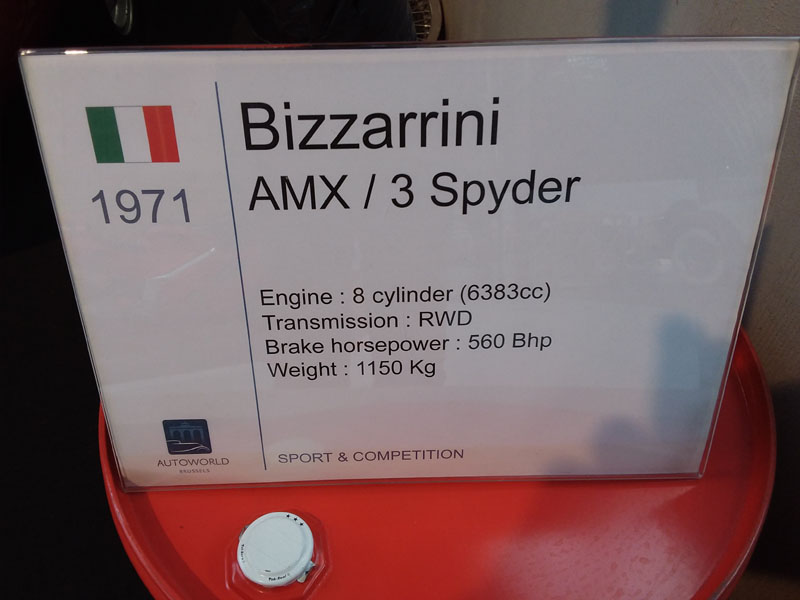 1971
Bizzarrini
AMX / 3 Spyder
Engine : 8 cylinder (6383cc)
Transmission : RWD
Brake horsepower : 560 Bhp
Weight : 1150 Kg
AUTOWORLD
BRUSSELS
SPORT & COMPETITION